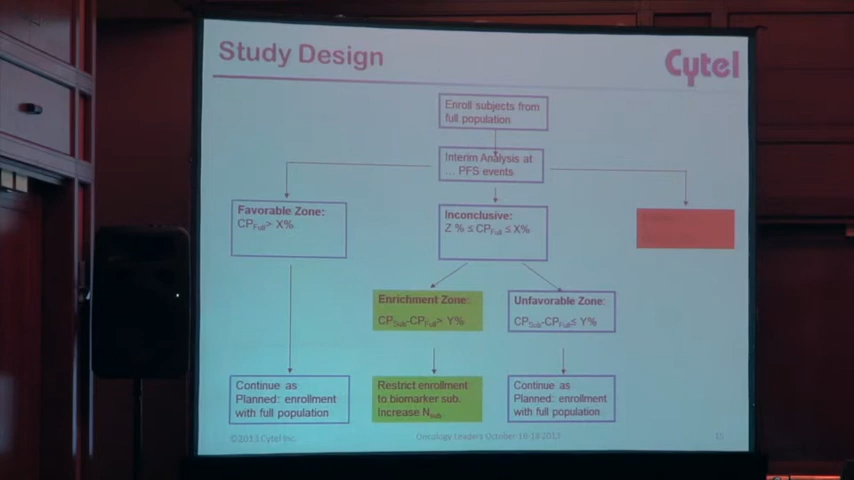 Study Design
Cytel
Enroll subjects from
full population
Interim Analysis at
... PFS events
Favorable Zone:
CPFull> X%
Inconclusive:
Z % ≤ CPFull ≤ X%
Enrichment Zone:
CPSub-CPFull> Y%
Unfavorable Zone:
CPSub-CPFull≤ Y%
Continue as
Planned: enrollment
with full population
Restrict enrollment
to biomarker sub.
Increase Nsub
Continue as
Planned: enrollment
with full population
©2013 Cytel Inc.
Oncology Leaders October 16-18 2013
15